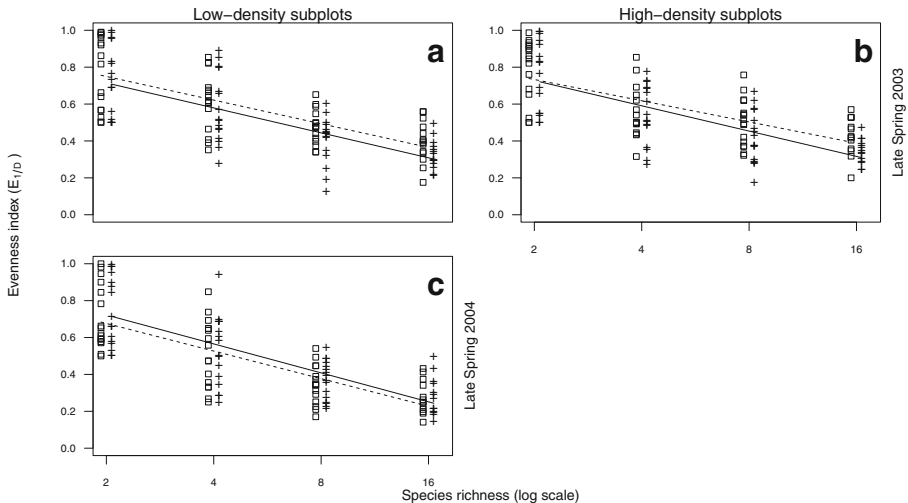 Low−density subplots
High−density subplots
a
b
Late Spring 2003
1.0
0.8
0.6
0.4
0.2
0.0
1.0
0.8
0.6
0.4
0.2
0.0
2
4
8
16
Evenness index (E1/D)
c
Late Spring 2004
1.0
0.8
0.6
0.4
0.2
0.0
2
4
8
16
Species richness (log scale)